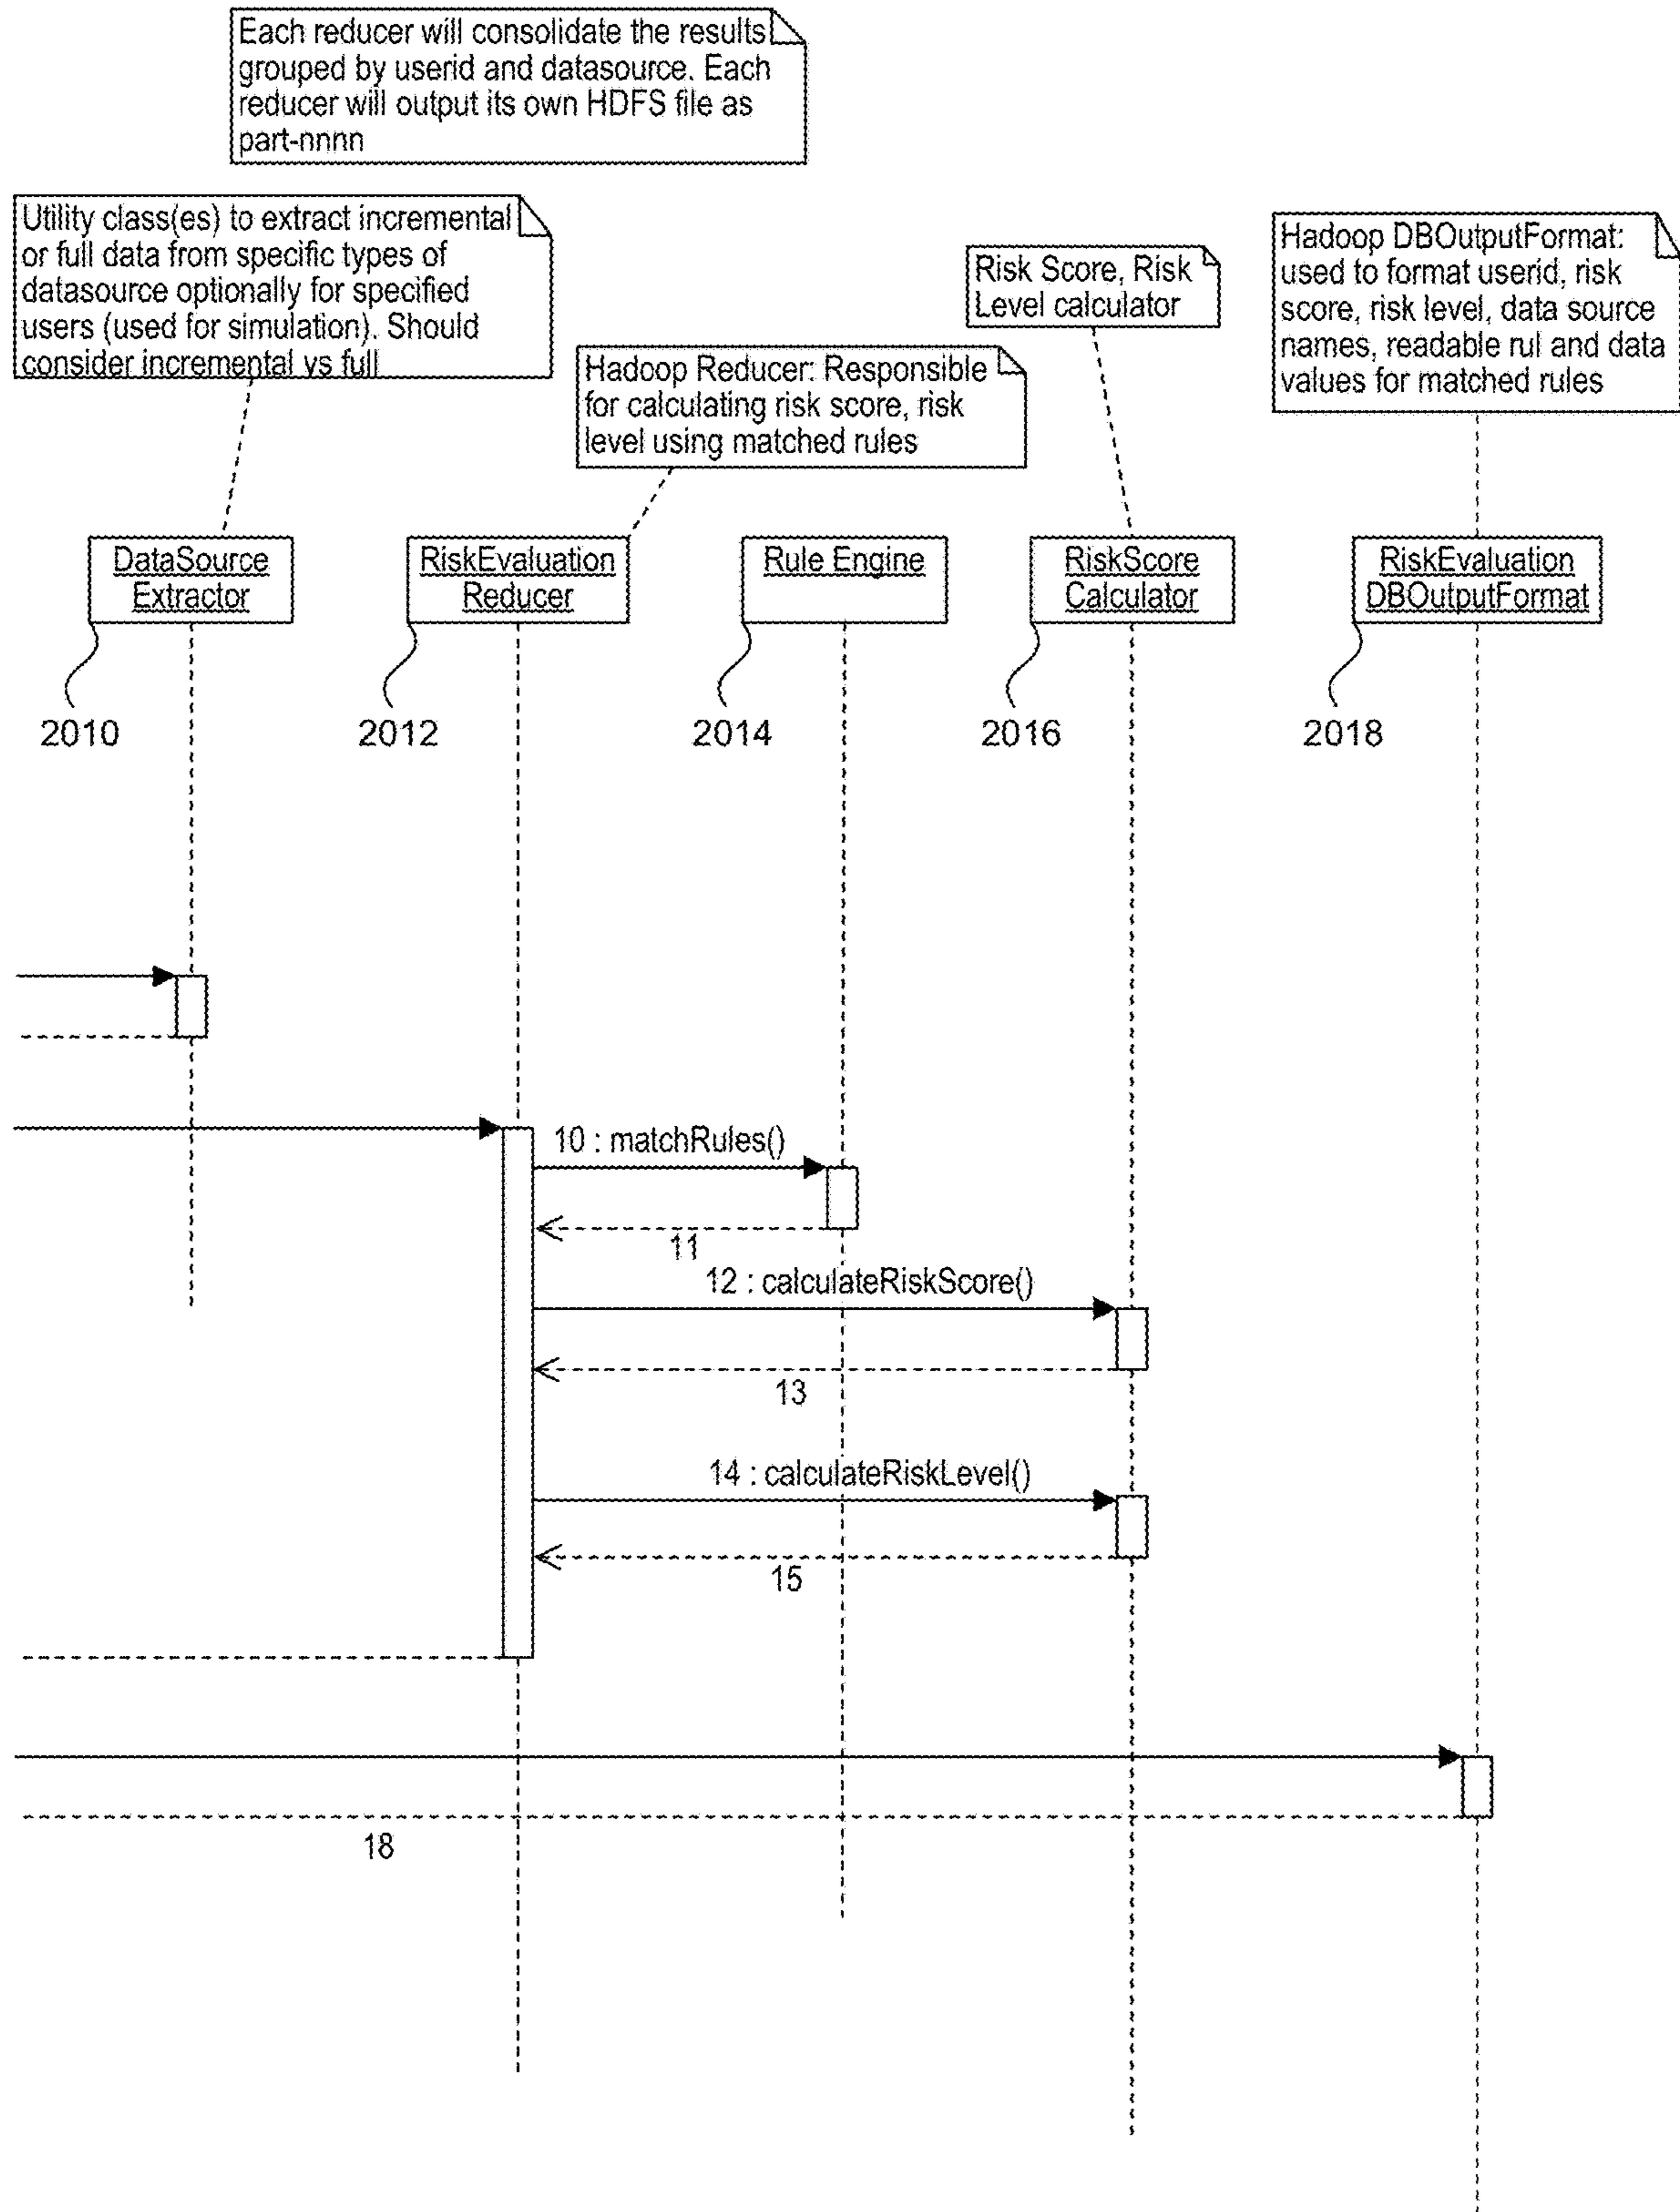 Each reducer will consolidate the results
grouped by userid and datasource. Each
reducer will output its own HDFS file as
part-nnnn
Utility class(es) to extract incremental
or full data from specific types of
datasource optionally for specified
users (used for simulation). Should
consider incremental vs full
Risk Score, Risk
Level calculator
Hadoop DBOutputFormat:
used to format userid, risk
score, risk level, data source
names, readable rul and data
values for matched rules
Hadoop Reducer: Responsible
for calculating risk score, risk
level using matched rules
DataSource
Extractor
RiskEvaluation
Reducer
Rule Engine
RiskScore
Calculator
RiskEvaluation
DBOutputFormat
2010
2012
2014
2016
2018
10 : matchRules()
11
12 : calculateRiskScore()
13
14 : calculateRiskLevel()
15
18